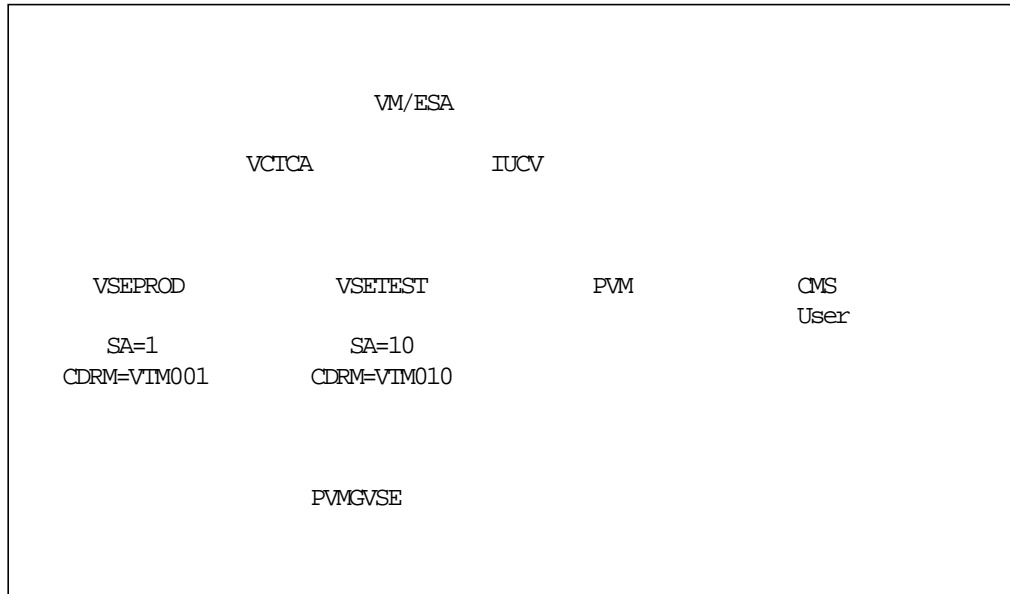 VM/ESA
VCTCA IUCV
VSEPROD VSETEST PVM CMS
User
SA=1 SA=10
CDRM=VTM001 CDRM=VTM010
PVMGVSE